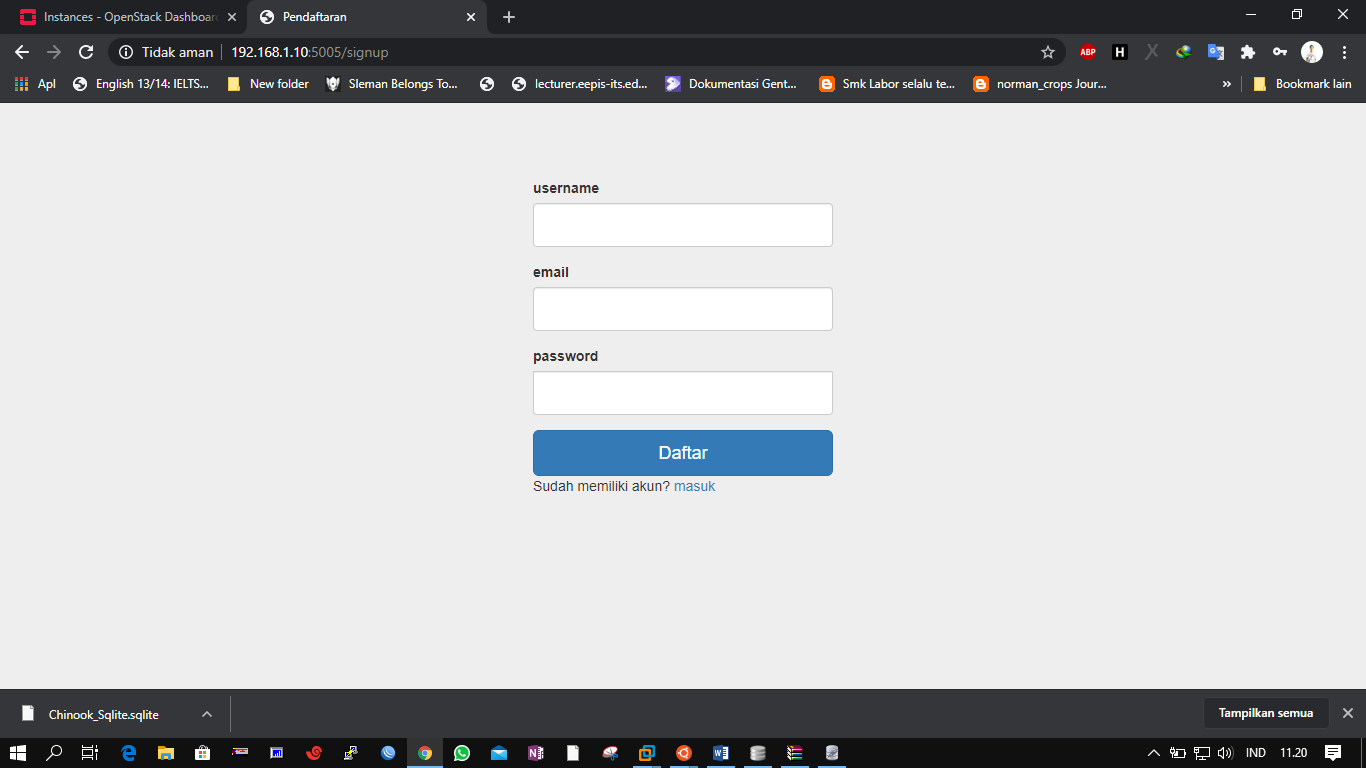 Instances - OpenStack Dashboar
Pendaftaran
Tidak aman
192.168.1.10:5005/signup
ABP
H
X
Apl
English 13/14: IELTS...
New folder
Sleman Belongs To...
lecturer.eepis-its.ed...
Dokumentasi Gent...
Smk Labor selalu te...
norman_crops Jour...
»
Bookmark lain
username
email
password
Daftar
Sudah memiliki akun? masuk
Chinook_Sqlite.sqlite
Tampilkan semua
IND
11.20